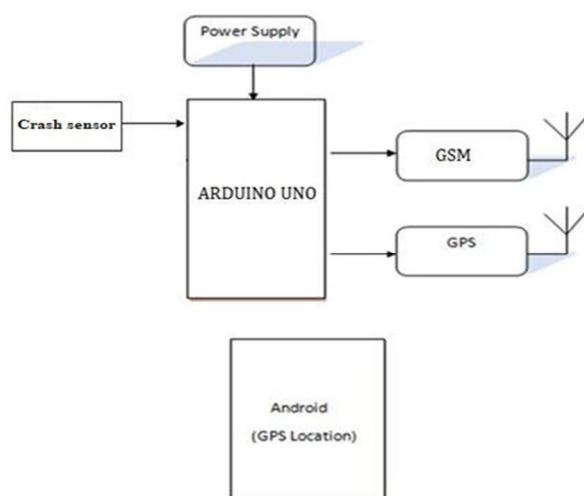 Power Supply
Crash sensor
GSM
ARDUINO UNO
GPS
Android
(GPS Location)